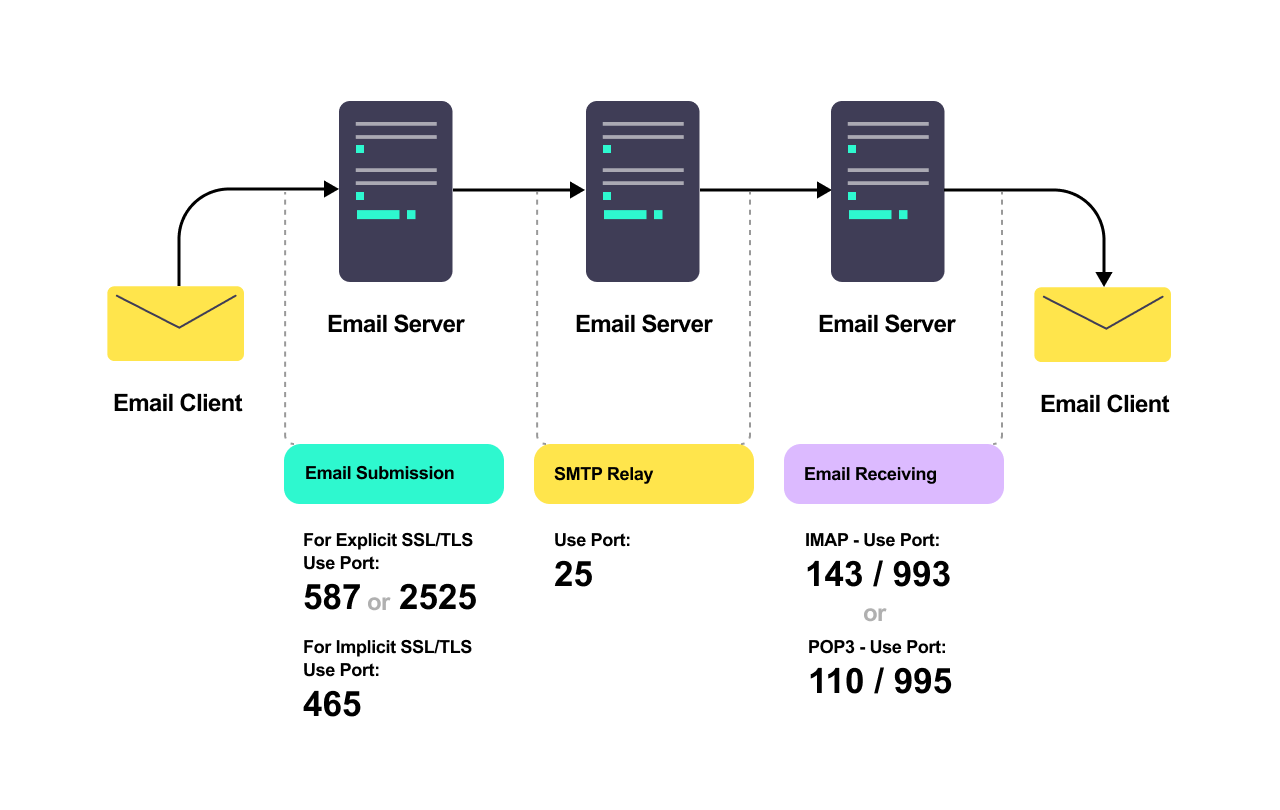 Email Server
Email Server
Email Server
Email Client
Email Client
Email Submission
SMTP Relay
Email Receiving
For Explicit SSL/TLS
Use Port:
587 or 2525
For Implicit SSL/TLS
Use Port:
465
Use Port:
25
IMAP - Use Port:
143 / 993
or
POP3 - Use Port:
110 / 995